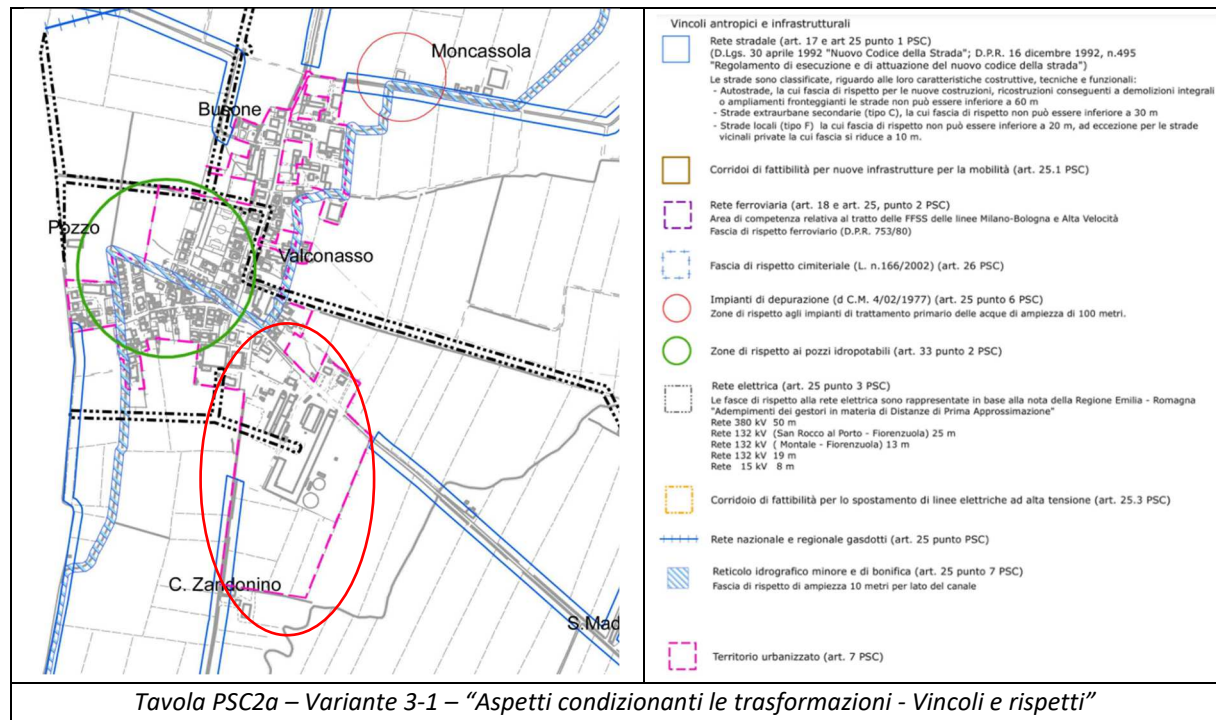 Moncassola
Busone
Pozzo
Valconasso
C. Zandonino
S.Mad
Vincoli antropici e infrastrutturali
Rete stradale (art. 17 e art 25 punto 1 PSC)
(D.Lgs. 30 aprile 1992 "Nuovo Codice della Strada"; D.P.R. 16 dicembre 1992, n.495
"Regolamento di esecuzione e di attuazione del nuovo codice della strada")
Le strade sono classificate, riguardo alle loro caratteristiche costruttive, tecniche e funzionali:
- Autostrade, la cui fascia di rispetto per le nuove costruzioni, ricostruzioni conseguenti a demolizioni integrali
o ampliamenti fronteggianti le strade non può essere inferiore a 60 m
- Strade extraurbane secondarie (tipo C), la cui fascia di rispetto non può essere inferiore a 30 m
- Strade locali (tipo F) la cui fascia di rispetto non può essere inferiore a 20 m, ad eccezione per le strade
vicinali private la cui fascia si riduce a 10 m.
Corridoi di fattibilità per nuove infrastrutture per la mobilità (art. 25.1 PSC)
Rete ferroviaria (art. 18 e art. 25, punto 2 PSC)
Area di competenza relativa al tratto delle FFSS delle linee Milano-Bologna e Alta Velocità
Fascia di rispetto ferroviario (D.P.R. 753/80)
Fascia di rispetto cimiteriale (L. n.166/2002) (art. 26 PSC)
Impianti di depurazione (d C.M. 4/02/1977) (art. 25 punto 6 PSC)
Zone di rispetto agli impianti di trattamento primario delle acque di ampiezza di 100 metri.
Zone di rispetto ai pozzi idropotabili (art. 33 punto 2 PSC)
Rete elettrica (art. 25 punto 3 PSC)
Le fasce di rispetto alla rete elettrica sono rappresentate in base alla nota della Regione Emilia - Romagna
"Adempimenti dei gestori in materia di Distanze di Prima Approssimazione"
Rete 380 kV 50 m
Rete 132 kV (San Rocco al Porto - Fiorenzuola) 25 m
Rete 132 kV ( Montale - Fiorenzuola) 13 m
Rete 132 kV 19 m
Rete 15 kV 8 m
Corridoio di fattibilità per lo spostamento di linee elettriche ad alta tensione (art. 25.3 PSC)
Rete nazionale e regionale gasdotti (art. 25 punto PSC)
Reticolo idrografico minore e di bonifica (art. 25 punto 7 PSC)
Fascia di rispetto di ampiezza 10 metri per lato del canale
Territorio urbanizzato (art. 7 PSC)
Tavola PSC2a – Variante 3-1 – “Aspetti condizionanti le trasformazioni - Vincoli e rispetti”